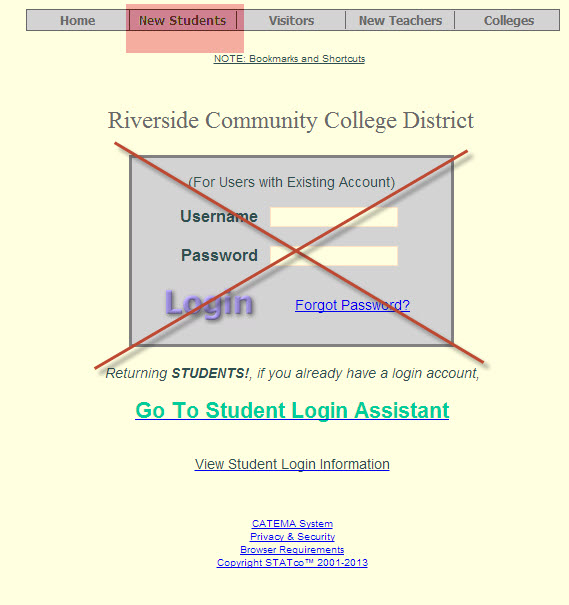 Home New Students Visitors New Teachers Colleges
NOTE: Bookmarks and Shortcuts
Riverside Community College District
(For Users with Existing Account)
Username
Password
Login Forgot Password?
Returning STUDENTS!, if you already have a login account,
Go To Student Login Assistant
View Student Login Information
CATEMA System
Privacy & Security
Browser Requirements
Copyright STATco™ 2001-2013